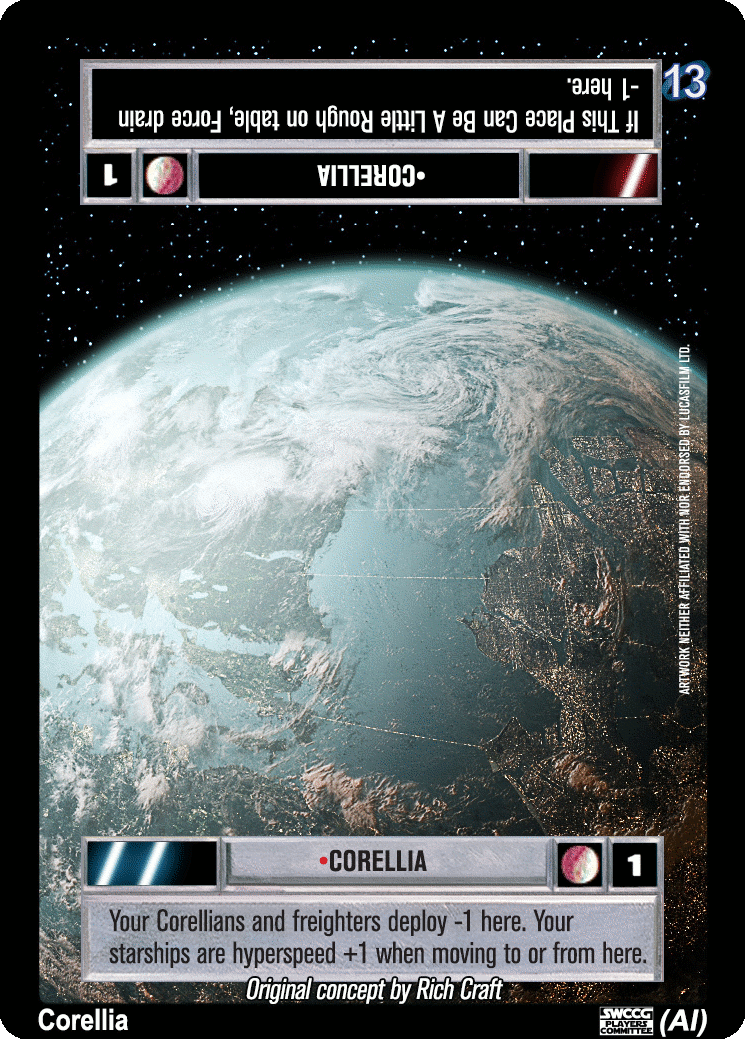 13
If This Place Can Be A Little Rough on table, Force drain
-1 here.
•CORELLIA
1
ARTWORK NEITHER AFFILIATED WITH NOR ENDORSED BY LUCASFILM LTD.
•CORELLIA
1
Your Corellians and freighters deploy -1 here. Your
starships are hyperspeed +1 when moving to or from here.
Original concept by Rich Craft
Corellia
SWCCG
PLAYERS
COMMITTEE
(AI)